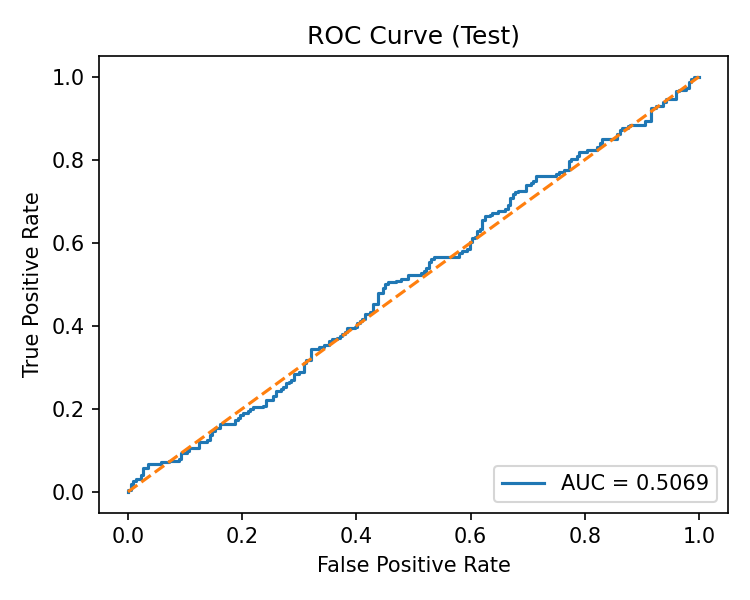 ROC Curve (Test)
True Positive Rate
1.0
0.8
0.6
0.4
0.2
0.0
AUC = 0.5069
0.0 0.2 0.4 0.6 0.8 1.0
False Positive Rate